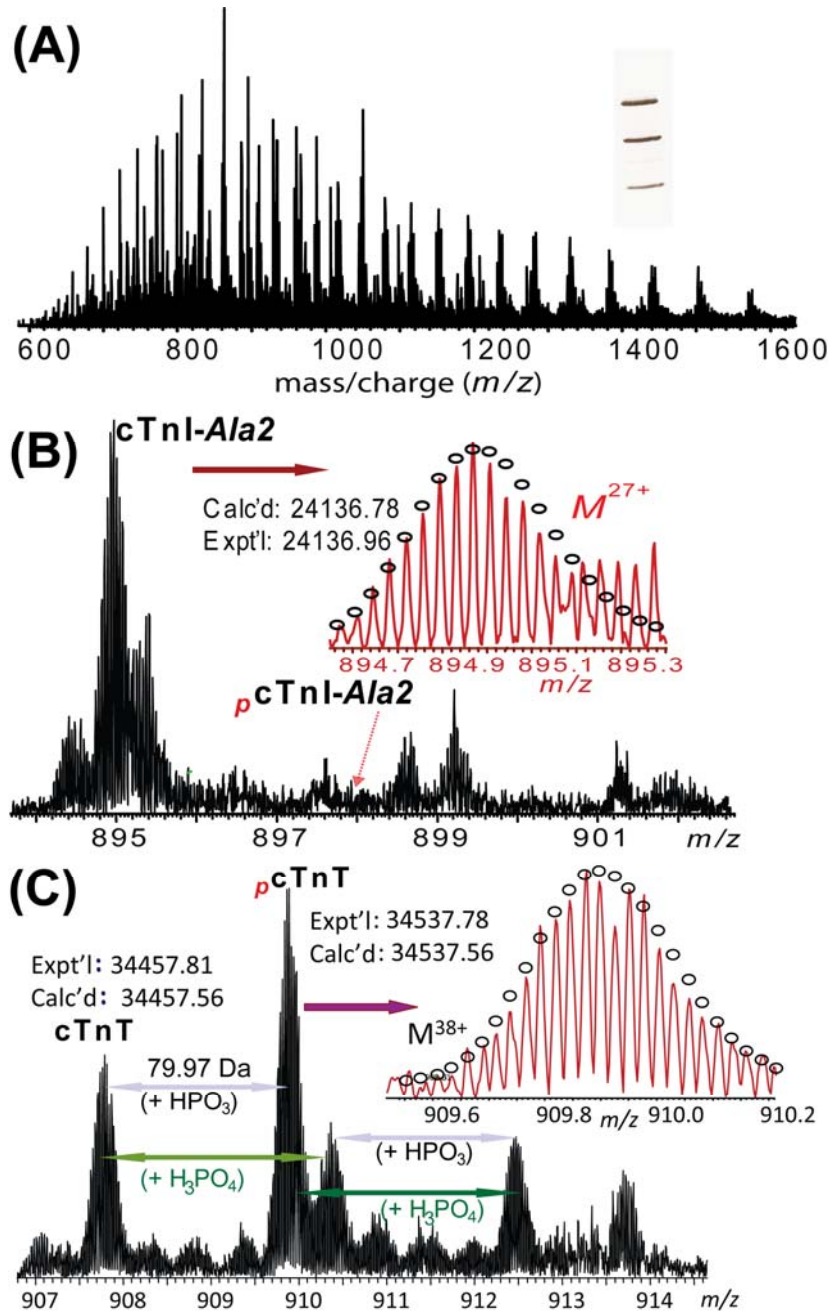 (A)
600 800 1000 1200 1400 1600
mass/charge (m/z)
(B)
cTnI-Ala2
Calc'd: 24136.78
Expt'l: 24136.96
M27+
894.7 894.9 895.1 895.3
m/z
pcTnI-Ala2
895 897 899 901 m/z
(C)
pcTnT
Expt'l: 34537.78
Calc'd: 34537.56
Expt'l: 34457.81
Calc'd: 34457.56
cTnT
M38+
79.97 Da
(+ HPO3)
909.6 909.8 m/z 910.0 910.2
(+ HPO3)
(+ H3PO4)
(+ H3PO4)
907 908 909 910 911 912 913 914 m/z